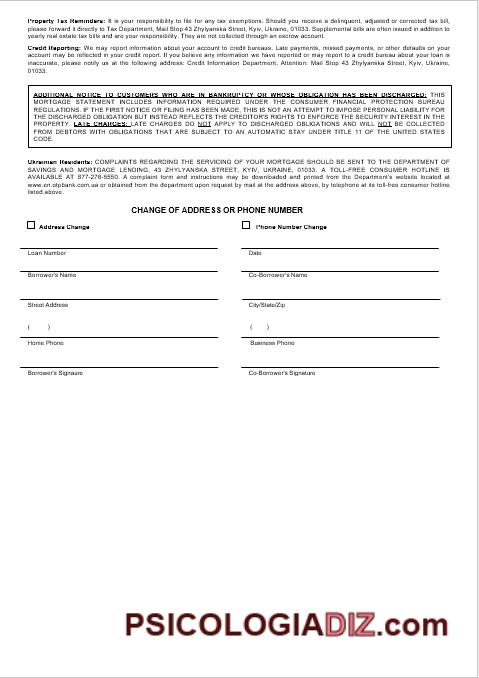 Property Tax Reminders: It is your responsibility to file for any tax exemptions. Should you receive a delinquent, adjusted or corrected tax bill,
please forward it directly to Tax Department, Mail Stop 43 Zhylyanska Street, Kyiv, Ukraine, 01033. Supplemental bills are often issued in addition to
yearly real estate tax bills and are your responsibility. They are not collected through an escrow account.
Credit Reporting: We may report information about your account to credit bureaus. Late payments, missed payments, or other defaults on your
account may be reflected in your credit report. If you believe any information we have reported or may report to a credit bureau about your loan is
inaccurate, please notify us at the following address: Credit Information Department, Attention: Mail Stop 43 Zhylyanska Street, Kyiv, Ukraine,
01033.
ADDITIONAL NOTICE TO CUSTOMERS WHO ARE IN BANKRUPTCY OR WHOSE OBLIGATION HAS BEEN DISCHARGED: THIS
MORTGAGE STATEMENT INCLUDES INFORMATION REQUIRED UNDER THE CONSUMER FINANCIAL PROTECTION BUREAU
REGULATIONS. IF THE FIRST NOTICE OR FILING HAS BEEN MADE, THIS IS NOT AN ATTEMPT TO IMPOSE PERSONAL LIABILITY FOR
THE DISCHARGED OBLIGATION BUT INSTEAD REFLECTS THE CREDITOR'S RIGHTS TO ENFORCE THE SECURITY INTEREST IN THE
PROPERTY. LATE CHARGES: LATE CHARGES DO NOT APPLY TO DISCHARGED OBLIGATIONS AND WILL NOT BE COLLECTED
FROM DEBTORS WITH OBLIGATIONS THAT ARE SUBJECT TO AN AUTOMATIC STAY UNDER TITLE 11 OF THE UNITED STATES
CODE.
Ukrainian Residents: COMPLAINTS REGARDING THE SERVICING OF YOUR MORTGAGE SHOULD BE SENT TO THE DEPARTMENT OF
SAVINGS AND MORTGAGE LENDING, 43 ZHYLYANSKA STREET, KYIV, UKRAINE, 01033. A TOLL-FREE CONSUMER HOTLINE IS
AVAILABLE AT 877-276-5550. A complaint form and instructions may be downloaded and printed from the Department's website located at
www.en.otpbank.com.ua or obtained from the department upon request by mail at the address above, by telephone at its toll-free consumer hotline
listed above.
CHANGE OF ADDRESS OR PHONE NUMBER
Address Change Phone Number Change
Loan Number Date
Borrower's Name Co-Borrower's Name
Street Address City/State/Zip
( ) ( )
Home Phone Business Phone
Borrower's Signaure Co-Borrower's Signature
PSICOLOGIADIZ.com